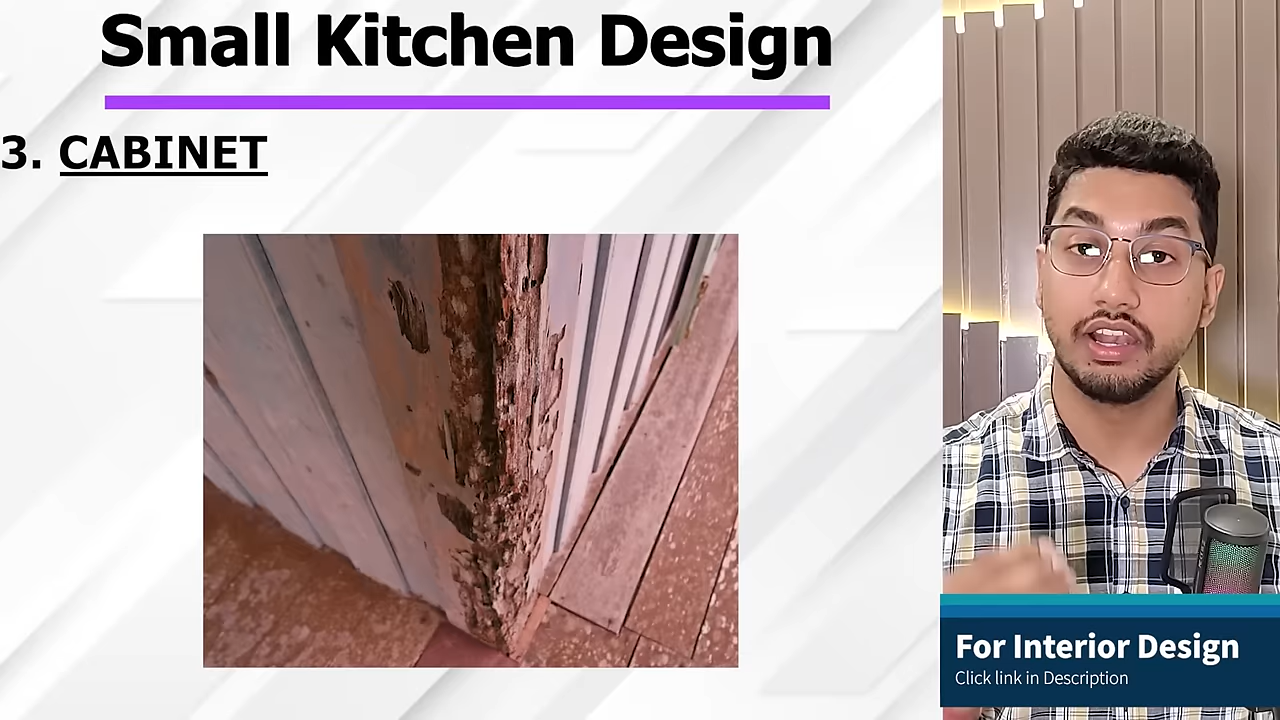 Small Kitchen Design
3. CABINET
For Interior Design
Click link in Description